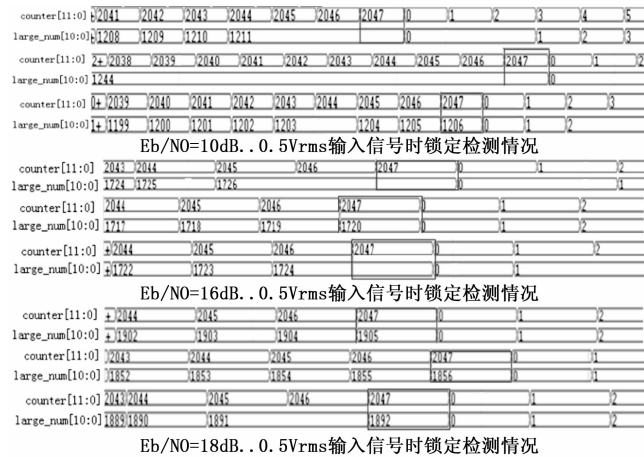 counter[11:0] + 2041 2042 2043 2044 2045 2046 2047 0 1 2 3 4 5
large_num[10:0] 1208 1209 1210 1211 0 1 2 3
counter[11:0] 2+ 2038 2039 2040 2041 2042 2043 2044 2045 2046 2047 0 1 2
large_num[10:0] 1244 0
counter[11:0] 0+ 2039 2040 2041 2042 2043 2044 2045 2046 2047 0 1 2 3
large_num[10:0] 1+ 1199 1200 1201 1202 1203 1204 1205 1206 0 1 2
Eb/NO=10dB..0.5Vrms输入信号时锁定检测情况
counter[11:0] 2043 2044 2045 2046 2047 0 1 2
large_num[10:0] 1724 1725 1726 0 1
counter[11:0] 2044 2045 2046 2047 0 1 2
large_num[10:0] 1717 1718 1719 1720 0 1 2
counter[11:0] + 2044 2045 2046 2047 0 1 2
large_num[10:0] + 1722 1723 1724 0 1
Eb/NO=16dB..0.5Vrms输入信号时锁定检测情况
counter[11:0] + 2044 2045 2046 2047 0 1 2
large_num[10:0] + 1902 1903 1904 1905 0 1 2
counter[11:0] 2043 2044 2045 2046 2047 0 1
large_num[10:0] 1852 1853 1854 1855 1856 0 1
counter[11:0] 2043 2044 2045 2046 2047 0 1 2
large_num[10:0] 1889 1890 1891 1892 0 1 2
Eb/NO=18dB..0.5Vrms输入信号时锁定检测情况